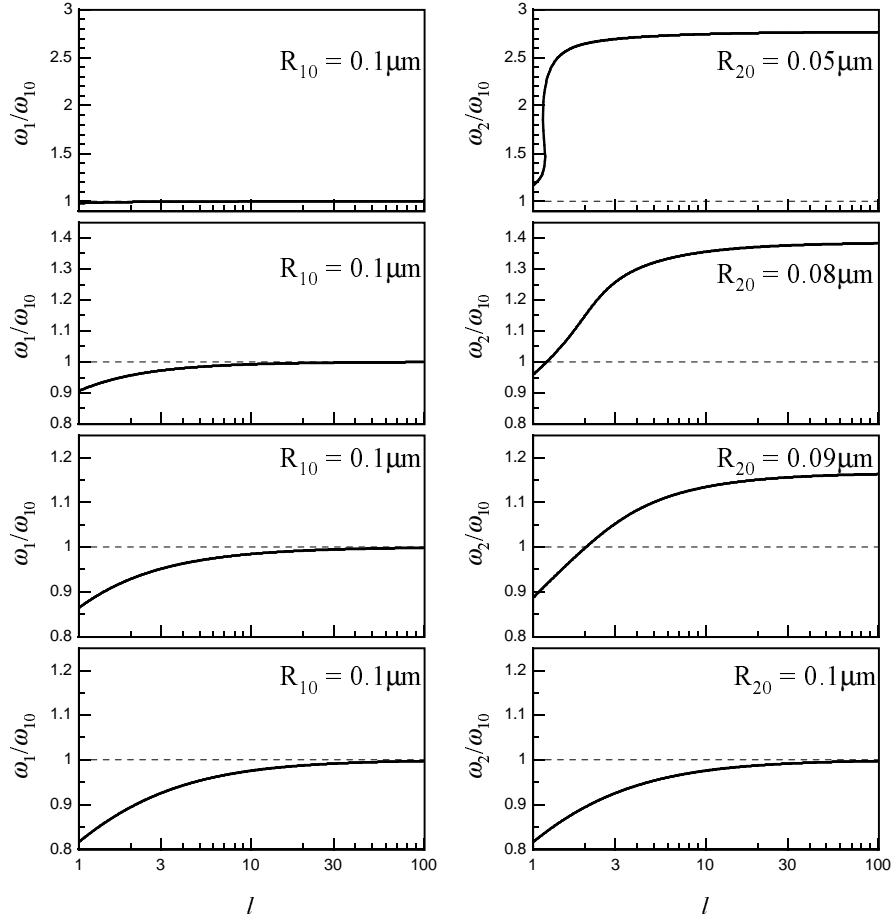 3
2.5
2
1.5
1
ω₁/ω₁₀
R₁₀ = 0.1μm
3
2.5
2
1.5
1
ω₂/ω₁₀
R₂₀ = 0.05μm
1.4
1.3
1.2
1.1
1
0.9
0.8
ω₁/ω₁₀
R₁₀ = 0.1μm
1.4
1.3
1.2
1.1
1
0.9
0.8
ω₂/ω₁₀
R₂₀ = 0.08μm
1.2
1.1
1
0.9
0.8
ω₁/ω₁₀
R₁₀ = 0.1μm
1.2
1.1
1
0.9
0.8
ω₂/ω₁₀
R₂₀ = 0.09μm
1.2
1.1
1
0.9
0.8
ω₁/ω₁₀
R₁₀ = 0.1μm
1 3 10 30 100
l
1.2
1.1
1
0.9
0.8
ω₂/ω₁₀
R₂₀ = 0.1μm
1 3 10 30 100
l